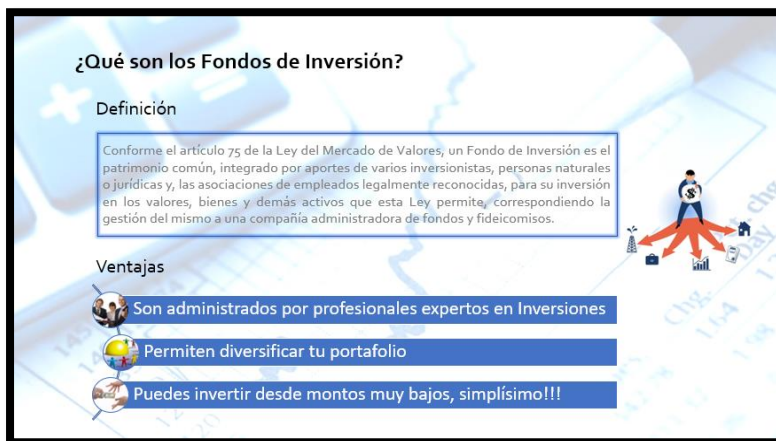 ¿Qué son los Fondos de Inversión?
Definición
Conforme el artículo 75 de la Ley del Mercado de Valores, un Fondo de Inversión es el
patrimonio común, integrado por aportes de varios inversionistas, personas naturales
o jurídicas y, las asociaciones de empleados legalmente reconocidas, para su inversión
en los valores, bienes y demás activos que esta Ley permite, correspondiendo la
gestión del mismo a una compañía administradora de fondos y fideicomisos.
Ventajas
Son administrados por profesionales expertos en Inversiones
Permiten diversificar tu portafolio
Puedes invertir desde montos muy bajos, simplísimo!!!
$
Day
Chg.
1.64